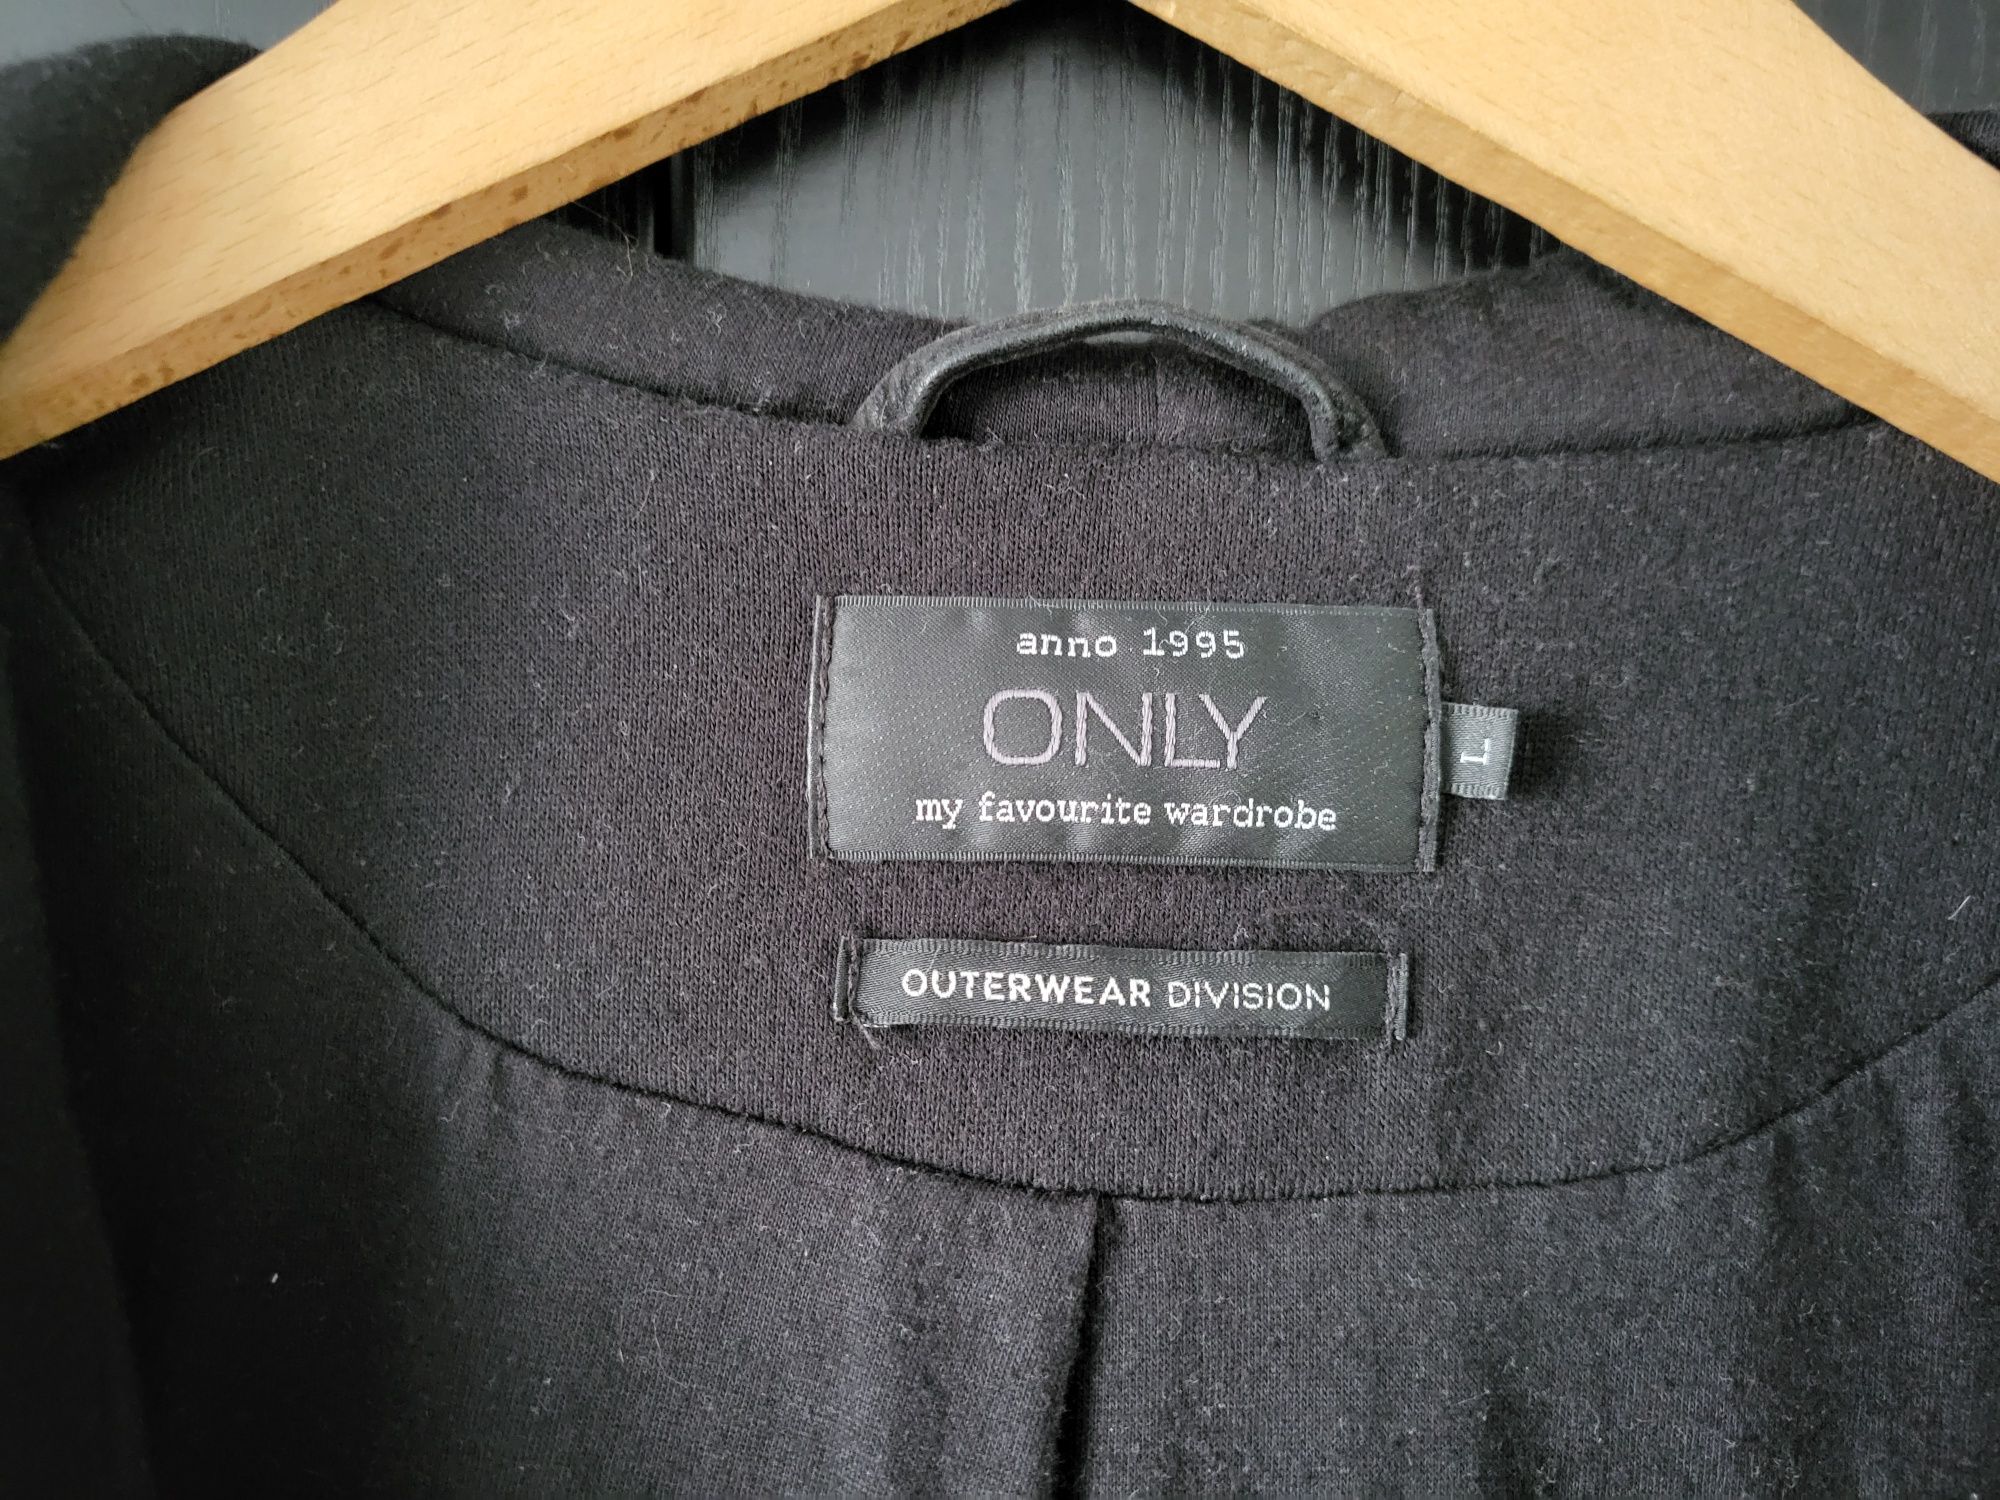 anno 1995
ONLY
my favourite wardrobe
L
OUTERWEAR DIVISION